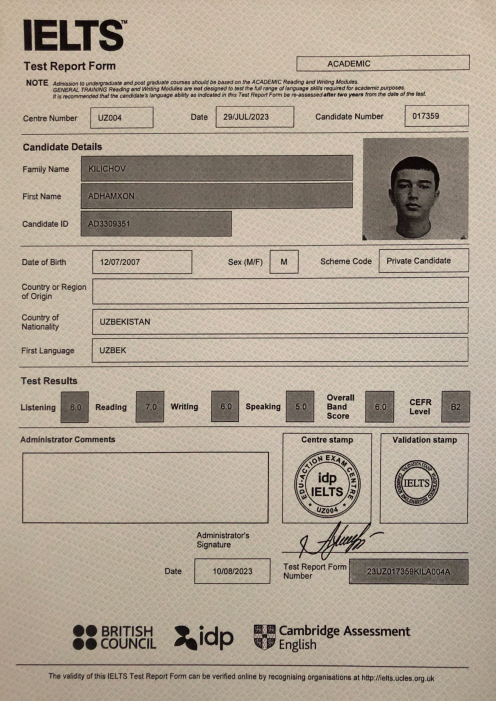 IELTS™
Test Report Form
ACADEMIC
NOTE Admission to undergraduate and post graduate courses should be based on the ACADEMIC Reading and Writing Modules.
GENERAL TRAINING Reading and Writing Modules are not designed to test the full range of language skills required for academic purposes.
It is recommended that the candidate's language ability as indicated in this Test Report Form be re-assessed after two years from the date of the test.
Centre Number UZ004 Date 29/JUL/2023 Candidate Number 017359
Candidate Details
Family Name KILICHOV
First Name ADHAMXON
Candidate ID AD3309351
Date of Birth 12/07/2007 Sex (M/F) M Scheme Code Private Candidate
Country or Region
of Origin
Country of
Nationality UZBEKISTAN
First Language UZBEK
Test Results
Listening 6.0 Reading 7.0 Writing 6.0 Speaking 5.0 Overall Band Score 6.0 CEFR Level B2
Administrator Comments
Centre stamp
EDU-ACTION EXAM CENTRE
idp
IELTS
UZ004
Validation stamp
IELTS
Administrator's
Signature
Date 10/08/2023
Test Report Form
Number 23UZ017359KILA004A
BRITISH
COUNCIL
idp
Cambridge Assessment
English
The validity of this IELTS Test Report Form can be verified online by recognising organisations at http://ielts.ucles.org.uk